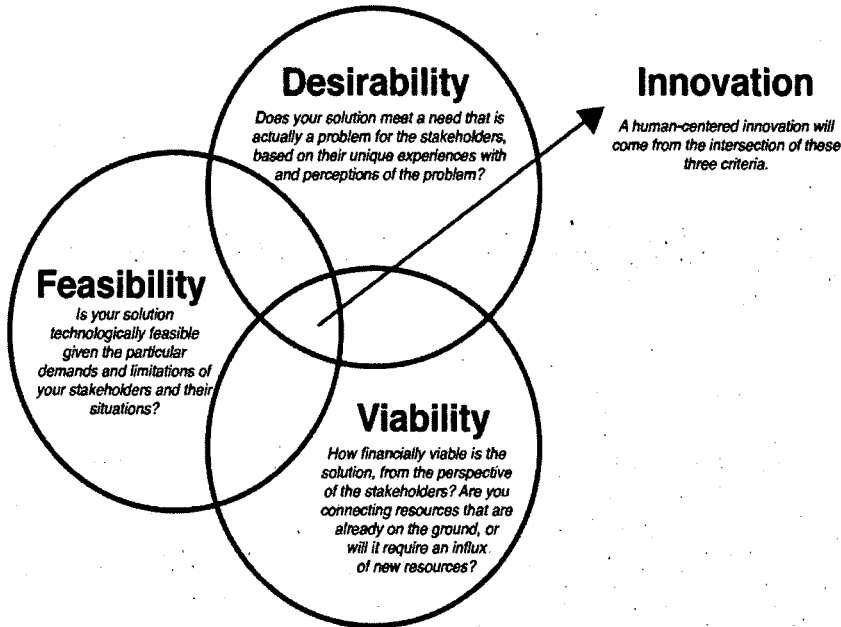 Desirability
Does your solution meet a need that is
actually a problem for the stakeholders,
based on their unique experiences with
and perceptions of the problem?
Innovation
A human-centered innovation will
come from the intersection of these
three criteria.
Feasibility
Is your solution
technologically feasible
given the particular
demands and limitations of
your stakeholders and their
situations?
Viability
How financially viable is the
solution, from the perspective
of the stakeholders? Are you
connecting resources that are
already on the ground, or
will it require an influx
of new resources?